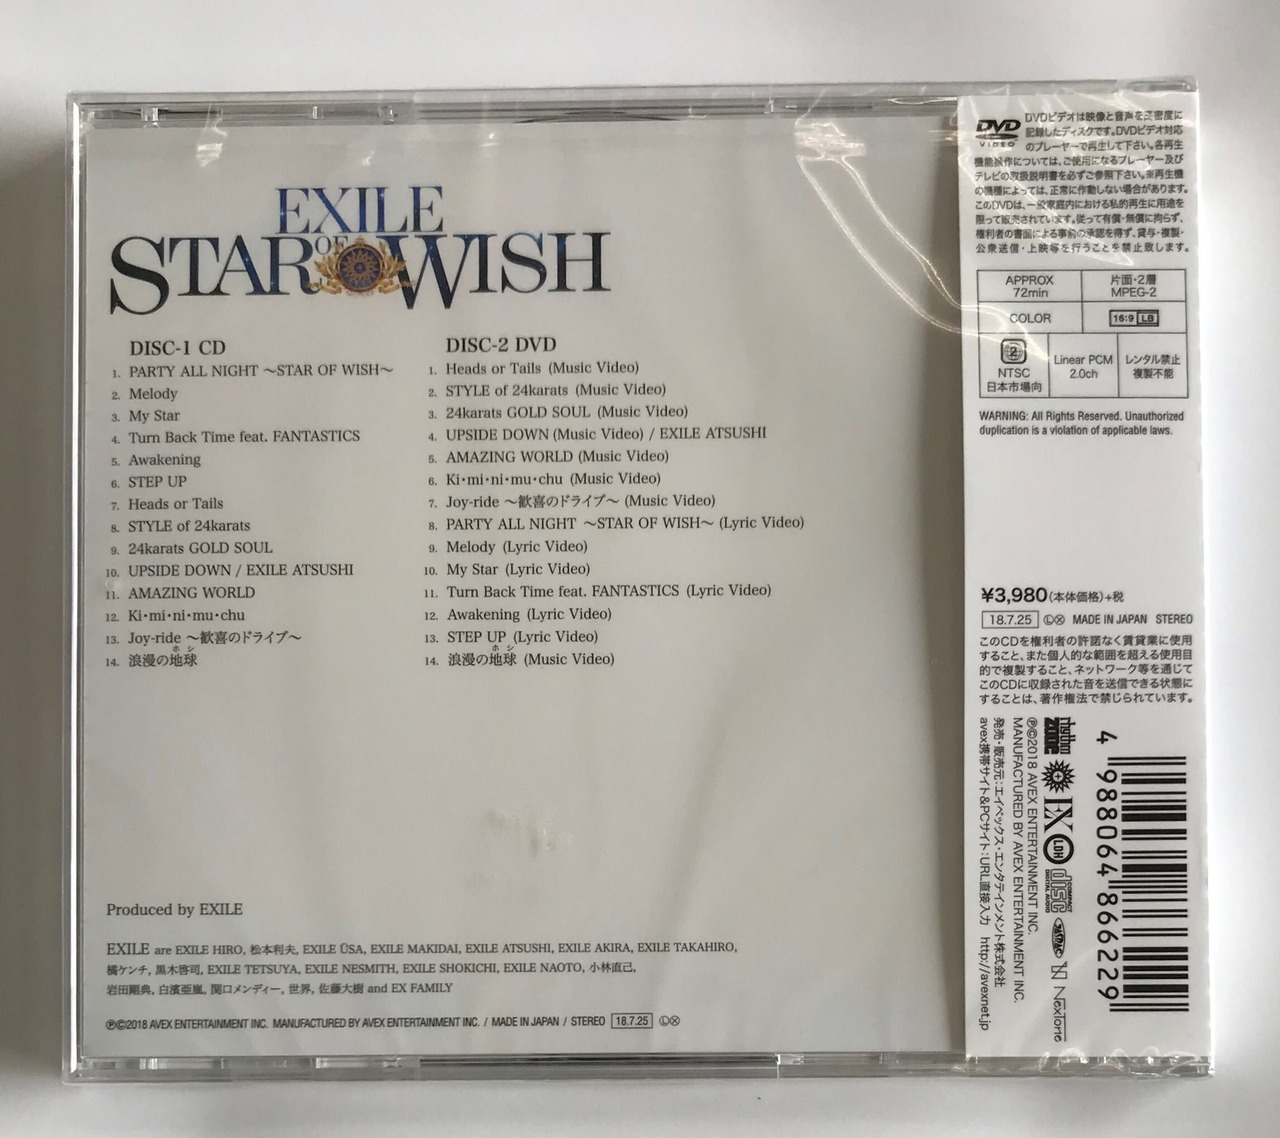 EXILE
STAR OF WISH
DISC-1 CD
1. PARTY ALL NIGHT 〜STAR OF WISH〜
2. Melody
3. My Star
4. Turn Back Time feat. FANTASTICS
5. Awakening
6. STEP UP
7. Heads or Tails
8. STYLE of 24karats
9. 24karats GOLD SOUL
10. UPSIDE DOWN / EXILE ATSUSHI
11. AMAZING WORLD
12. Ki・mi・ni・mu・chu
13. Joy-ride 〜歓喜のドライブ〜
ホシ
14. 浪漫の地球
DISC-2 DVD
1. Heads or Tails (Music Video)
2. STYLE of 24karats (Music Video)
3. 24karats GOLD SOUL (Music Video)
4. UPSIDE DOWN (Music Video) / EXILE ATSUSHI
5. AMAZING WORLD (Music Video)
6. Ki・mi・ni・mu・chu (Music Video)
7. Joy-ride 〜歓喜のドライブ〜 (Music Video)
8. PARTY ALL NIGHT 〜STAR OF WISH〜 (Lyric Video)
9. Melody (Lyric Video)
10. My Star (Lyric Video)
11. Turn Back Time feat. FANTASTICS (Lyric Video)
12. Awakening (Lyric Video)
13. STEP UP (Lyric Video)
ホシ
14. 浪漫の地球 (Music Video)
Produced by EXILE
EXILE are EXILE HIRO, 松本利夫, EXILE ÜSA, EXILE MAKIDAI, EXILE ATSUSHI, EXILE AKIRA, EXILE TAKAHIRO,
橘ケンチ, 黒木啓司, EXILE TETSUYA, EXILE NESMITH, EXILE SHOKICHI, EXILE NAOTO, 小林直己,
岩田剛典, 白濱亜嵐, 関口メンディー, 世界, 佐藤大樹 and EX FAMILY
℗©2018 AVEX ENTERTAINMENT INC. MANUFACTURED BY AVEX ENTERTAINMENT INC. / MADE IN JAPAN / STEREO 18.7.25 Ⓛⓧ
DVD VIDEO
DVDビデオは映像と音声を高密度に
記録したディスクです。DVDビデオ対応
のプレーヤーで再生して下さい。各再生
機能操作については、ご使用になるプレーヤー及び
テレビの取扱説明書を必ずご参照下さい。※再生機
の機種によっては、正常に作動しない場合があります。
このDVDは、一般家庭内における私的再生に用途を
限って販売されています。従って有償・無償に拘らず、
権利者の書面による事前の承認を得ず、貸与・複製・
公衆送信・上映等を行うことを禁止致します。
APPROX
72min
片面・2層
MPEG-2
COLOR
16:9 LB
2
NTSC
日本市場向
Linear PCM
2.0ch
レンタル禁止
複製不能
WARNING: All Rights Reserved. Unauthorized
duplication is a violation of applicable laws.
¥3,980(本体価格)+税
18.7.25 Ⓛⓧ MADE IN JAPAN STEREO
このCDを権利者の許諾なく賃貸業に使用
すること、また個人的な範囲を超える使用目
的で複製すること、ネットワーク等を通じて
このCDに収録された音を送信できる状態に
することは、著作権法で禁じられています。
4 988064 866229
rhythm zone EX LDH COMPACT disc DIGITAL AUDIO JASRAC N NexTone
℗©2018 AVEX ENTERTAINMENT INC.
MANUFACTURED BY AVEX ENTERTAINMENT INC.
発売・販売元:エイベックス・エンタテインメント株式会社
avex携帯サイト&PCサイト:URL直接入力 http://avexnet.jp